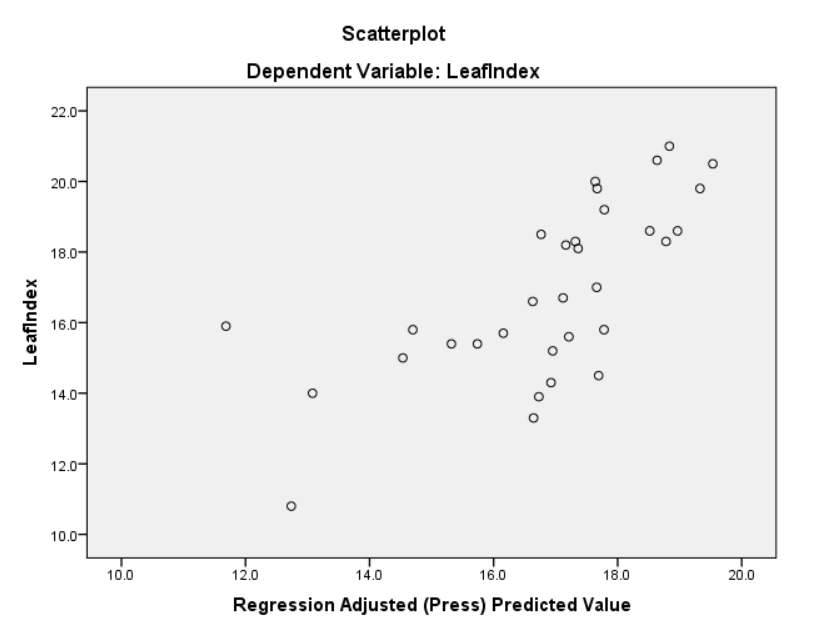 Scatterplot
Dependent Variable: LeafIndex
22.0
20.0
18.0
16.0
14.0
12.0
10.0
LeafIndex
10.0 12.0 14.0 16.0 18.0 20.0
Regression Adjusted (Press) Predicted Value